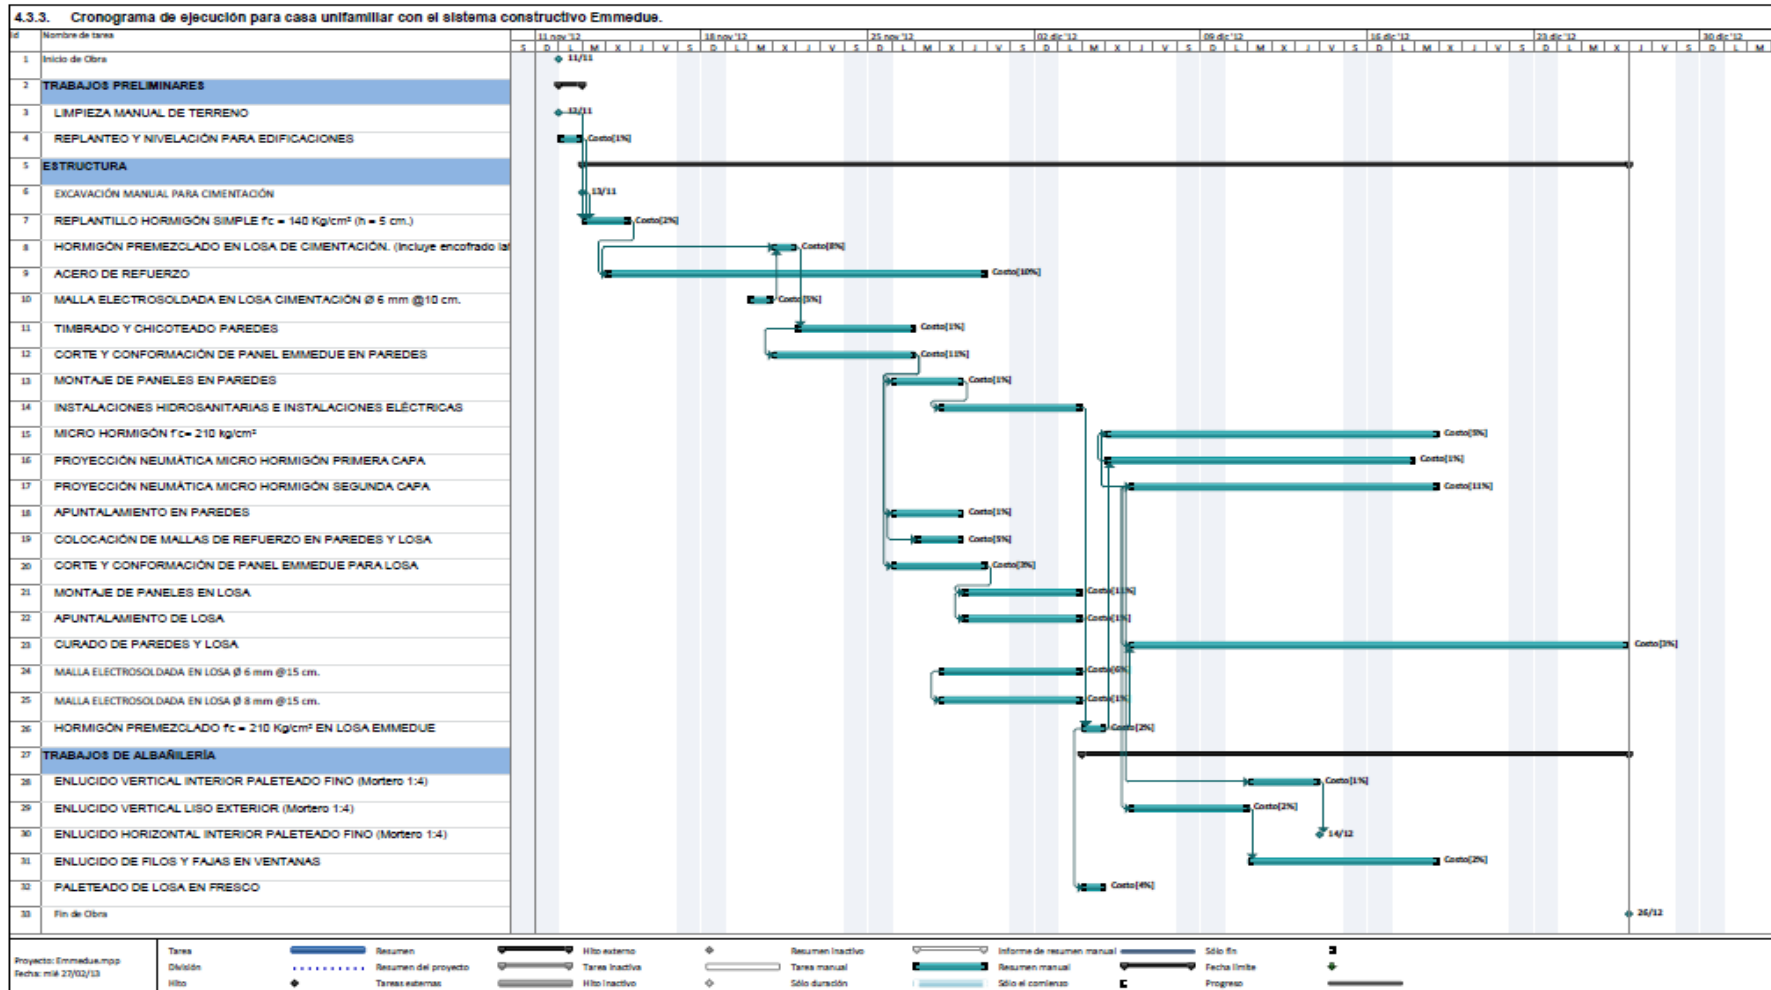 4.3.3. Cronograma de ejecución para casa unifamiliar con el sistema constructivo Emmedue.
Id Nombre de tarea 11 nov '12 18 nov '12 25 nov '12 02 dic '12 09 dic '12 16 dic '12 23 dic '12 30 dic '12
S D L M X J V S D L M X J V S D L M X J V S D L M X J V S D L M X J V S D L M X J V S D L M X J V S D L M
1 Inicio de Obra 11/11
2 TRABAJOS PRELIMINARES
3 LIMPIEZA MANUAL DE TERRENO 12/11
4 REPLANTEO Y NIVELACIÓN PARA EDIFICACIONES Costo[1%]
5 ESTRUCTURA
6 EXCAVACIÓN MANUAL PARA CIMENTACIÓN 13/11
7 REPLANTILLO HORMIGÓN SIMPLE f'c = 140 Kg/cm² (h = 5 cm.) Costo[2%]
8 HORMIGÓN PREMEZCLADO EN LOSA DE CIMENTACIÓN. (Incluye encofrado lat Costo[8%]
9 ACERO DE REFUERZO Costo[10%]
10 MALLA ELECTROSOLDADA EN LOSA CIMENTACIÓN Ø 6 mm @10 cm. Costo[5%]
11 TIMBRADO Y CHICOTEADO PAREDES Costo[1%]
12 CORTE Y CONFORMACIÓN DE PANEL EMMEDUE EN PAREDES Costo[11%]
13 MONTAJE DE PANELES EN PAREDES Costo[1%]
14 INSTALACIONES HIDROSANITARIAS E INSTALACIONES ELÉCTRICAS
15 MICRO HORMIGÓN f'c= 210 kg/cm² Costo[5%]
16 PROYECCIÓN NEUMÁTICA MICRO HORMIGÓN PRIMERA CAPA Costo[1%]
17 PROYECCIÓN NEUMÁTICA MICRO HORMIGÓN SEGUNDA CAPA Costo[11%]
18 APUNTALAMIENTO EN PAREDES Costo[1%]
19 COLOCACIÓN DE MALLAS DE REFUERZO EN PAREDES Y LOSA Costo[5%]
20 CORTE Y CONFORMACIÓN DE PANEL EMMEDUE PARA LOSA Costo[3%]
21 MONTAJE DE PANELES EN LOSA Costo[11%]
22 APUNTALAMIENTO DE LOSA Costo[1%]
23 CURADO DE PAREDES Y LOSA Costo[3%]
24 MALLA ELECTROSOLDADA EN LOSA Ø 6 mm @15 cm. Costo[6%]
25 MALLA ELECTROSOLDADA EN LOSA Ø 8 mm @15 cm. Costo[1%]
26 HORMIGÓN PREMEZCLADO f'c = 210 Kg/cm² EN LOSA EMMEDUE Costo[2%]
27 TRABAJOS DE ALBAÑILERÍA
28 ENLUCIDO VERTICAL INTERIOR PALETEADO FINO (Mortero 1:4) Costo[1%]
29 ENLUCIDO VERTICAL LISO EXTERIOR (Mortero 1:4) Costo[2%]
30 ENLUCIDO HORIZONTAL INTERIOR PALETEADO FINO (Mortero 1:4) 14/12
31 ENLUCIDO DE FILOS Y FAJAS EN VENTANAS Costo[2%]
32 PALETEADO DE LOSA EN FRESCO Costo[4%]
33 Fin de Obra 26/12
Proyecto: Emmedue.mpp
Fecha: mié 27/02/13
Tarea Resumen Hito externo Resumen inactivo Informe de resumen manual Sólo fin
División Resumen del proyecto Tarea inactiva Tarea manual Resumen manual Fecha límite
Hito Tareas externas Hito inactivo Sólo duración Sólo el comienzo Progreso